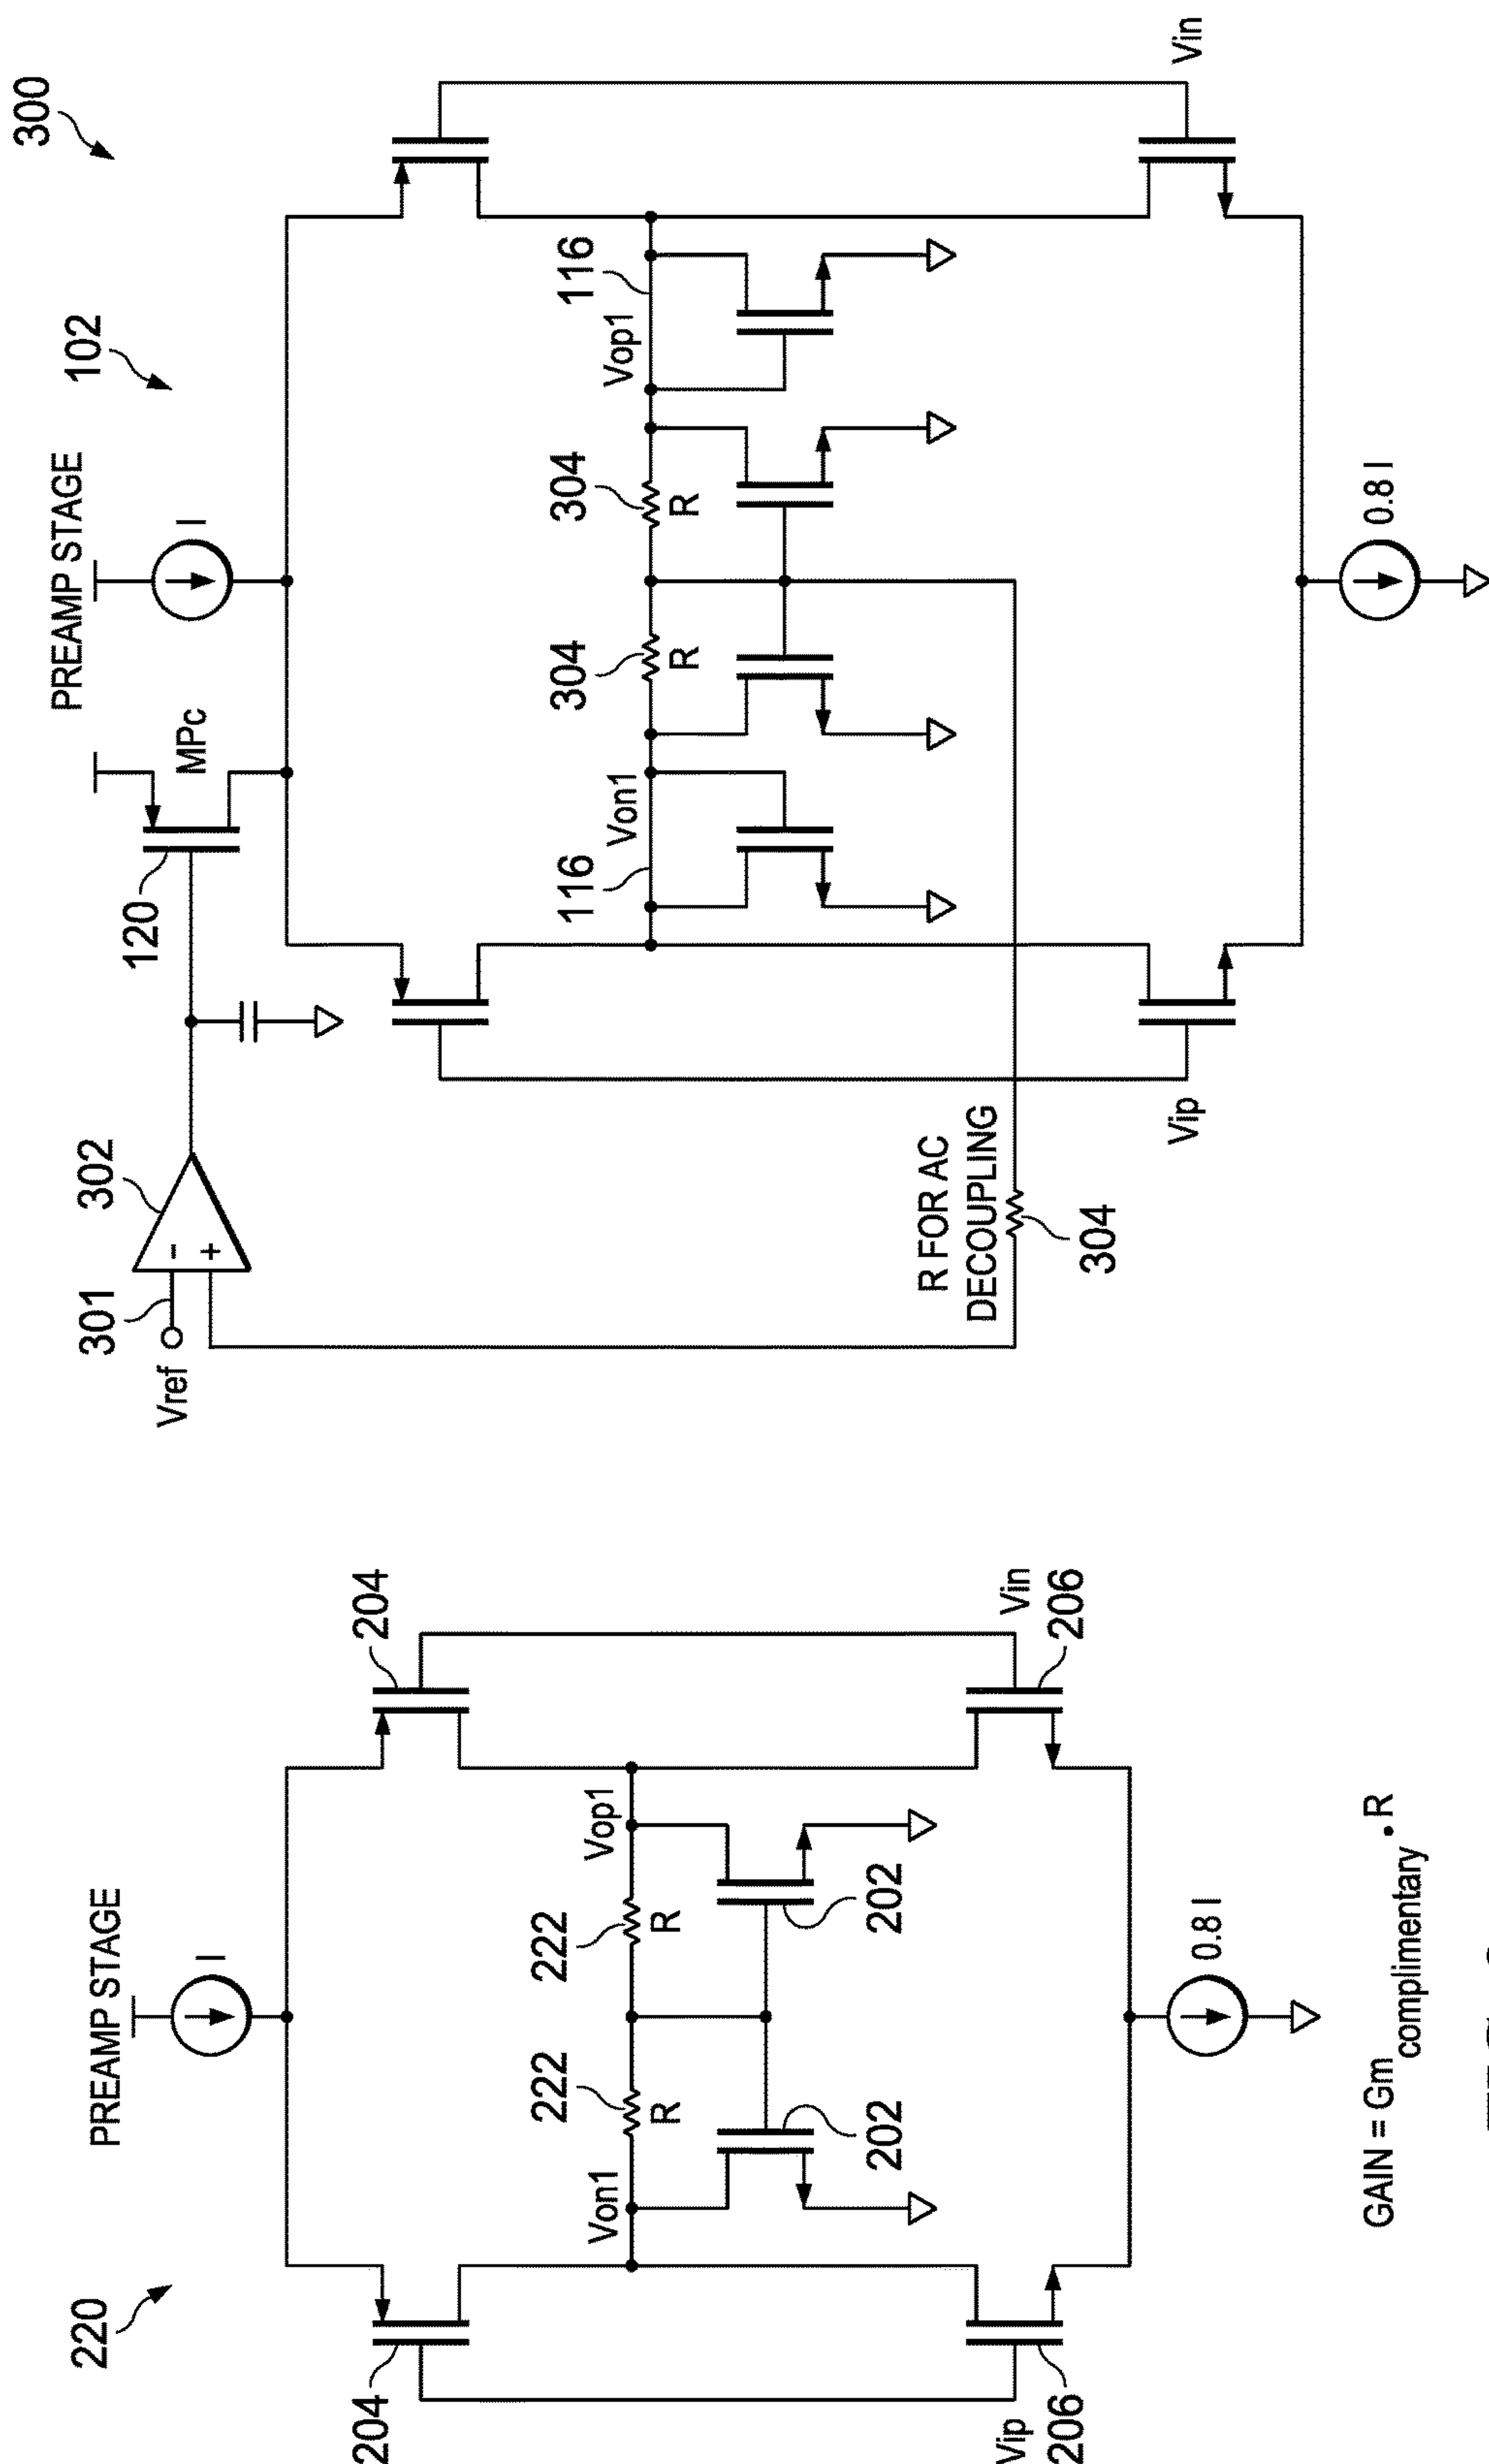 300
102
PREAMP STAGE
I
MPc
120
302
301
-
+
Vref
Vin
116
Vop1
304
R
304
R
Von1
116
Vip
R FOR AC
DECOUPLING
304
0.8 I
220
PREAMP STAGE
I
204
204
Von1
222
R
222
R
Vop1
202
202
Vip
206
Vin
206
0.8 I
GAIN = Gm complimentary • R